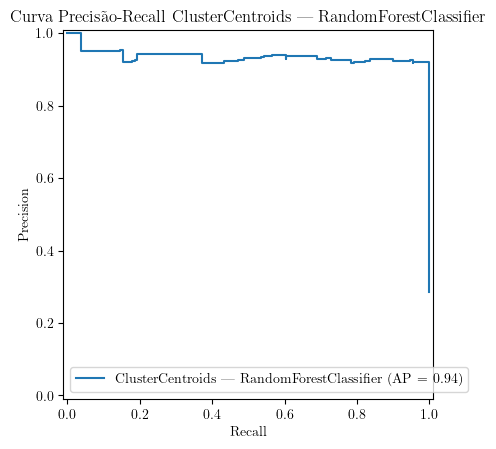 Curva Precisão-Recall ClusterCentroids — RandomForestClassifier
1.0
0.8
0.6
0.4
0.2
0.0
Precision
ClusterCentroids — RandomForestClassifier (AP = 0.94)
0.0 0.2 0.4 0.6 0.8 1.0
Recall